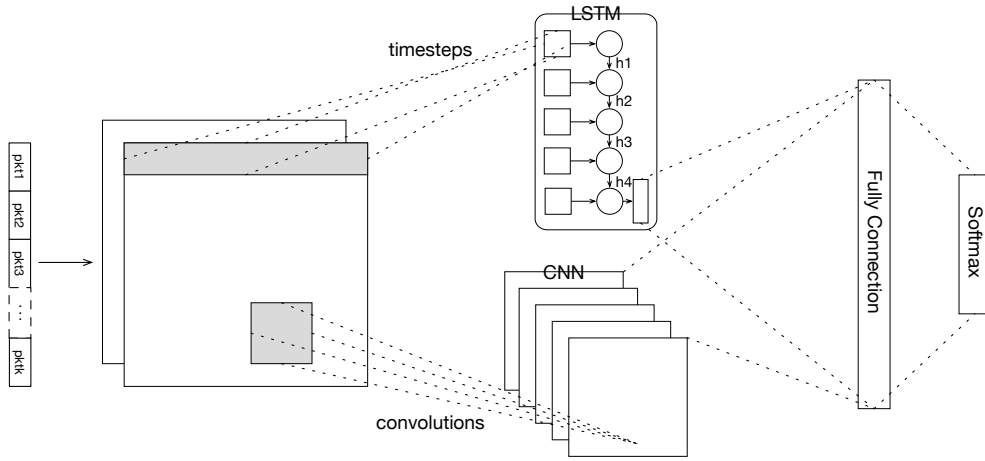 pkt1
pkt2
pkt3
...
pktk
timesteps
convolutions
LSTM
h1
h2
h3
h4
CNN
Fully Connection
Softmax